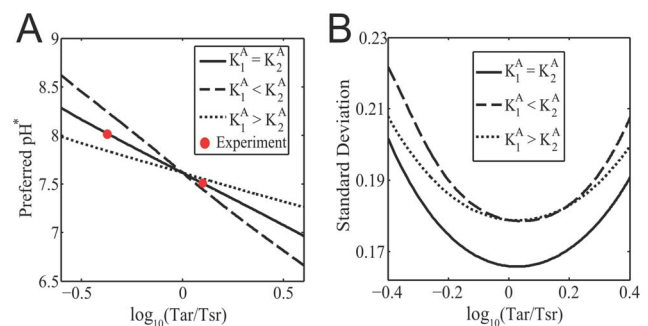 A
9
8.5
8
7.5
7
6.5
Preferred pH*
K₁ᴬ = K₂ᴬ
K₁ᴬ < K₂ᴬ
K₁ᴬ > K₂ᴬ
Experiment
−0.5 0 0.5
log₁₀(Tar/Tsr)
B
0.23
0.21
0.19
0.17
Standard Deviation
K₁ᴬ = K₂ᴬ
K₁ᴬ < K₂ᴬ
K₁ᴬ > K₂ᴬ
−0.4 −0.2 0 0.2 0.4
log₁₀(Tar/Tsr)